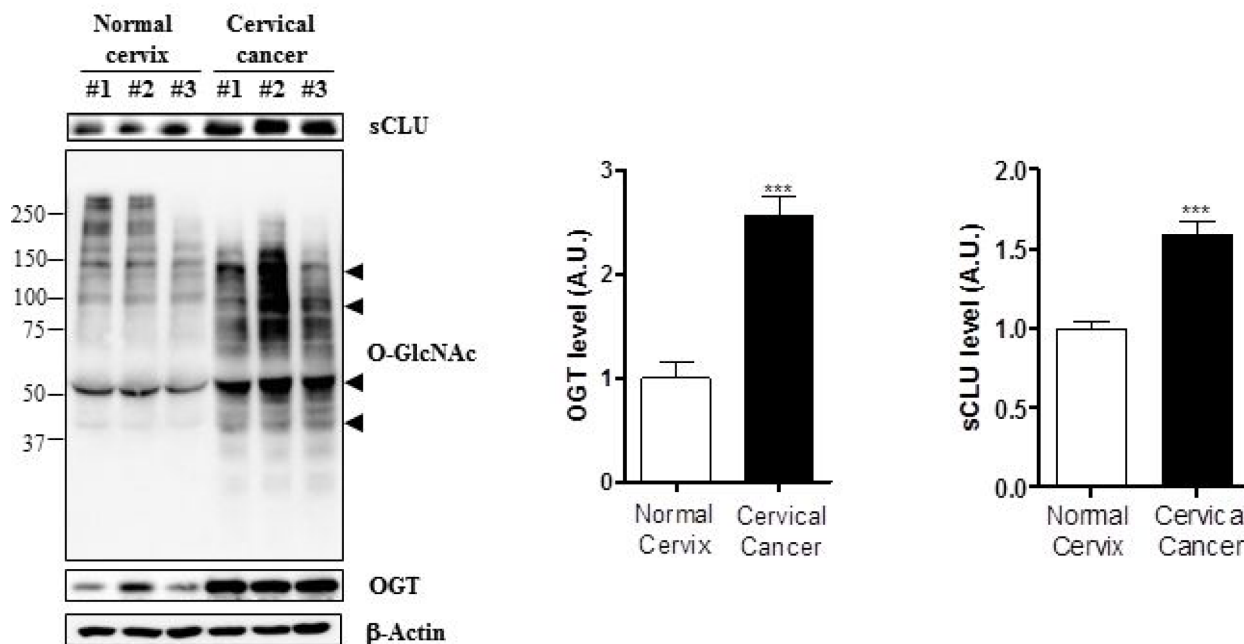 Normal cervix
Cervical cancer
#1 #2 #3 #1 #2 #3
sCLU
250
150
100
75
50
37
O-GlcNAc
OGT
β-Actin
OGT level (A.U.)
3
2
1
0
***
Normal Cervix
Cervical Cancer
sCLU level (A.U.)
2.0
1.5
1.0
0.5
0.0
***
Normal Cervix
Cervica Cancer